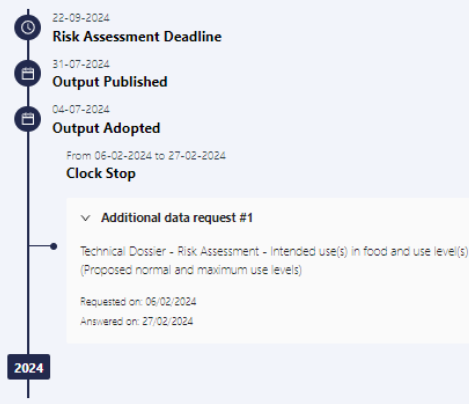 22-09-2024
Risk Assessment Deadline
31-07-2024
Output Published
04-07-2024
Output Adopted
From 06-02-2024 to 27-02-2024
Clock Stop
Additional data request #1
Technical Dossier - Risk Assessment - Intended use(s) in food and use level(s)
(Proposed normal and maximum use levels)
Requested on: 06/02/2024
Answered on: 27/02/2024
2024